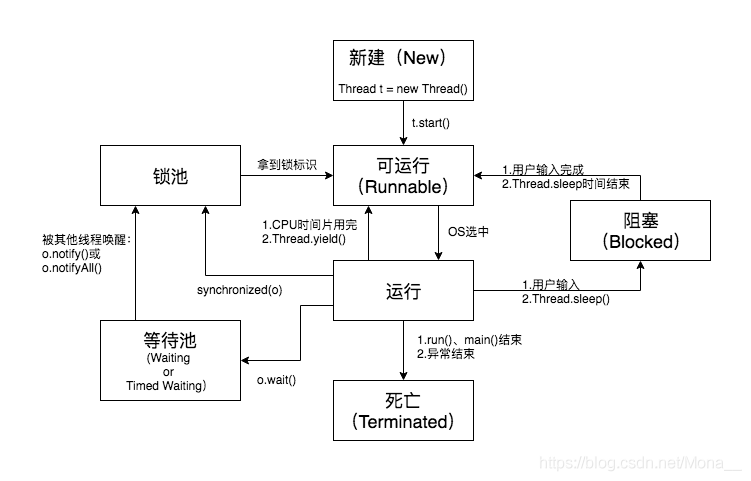 新建（New）
Thread t = new Thread()
t.start()
锁池
拿到锁标识
可运行
（Runnable）
1.用户输入完成
2.Thread.sleep时间结束
阻塞
（Blocked）
被其他线程唤醒：
o.notify()或
o.notifyAll()
1.CPU时间片用完
2.Thread.yield()
OS选中
synchronized(o)
运行
1.用户输入
2.Thread.sleep()
等待池
(Waiting
or
Timed Waiting）
o.wait()
1.run()、main()结束
2.异常结束
死亡
（Terminated）
https://blog.csdn.net/Mona__